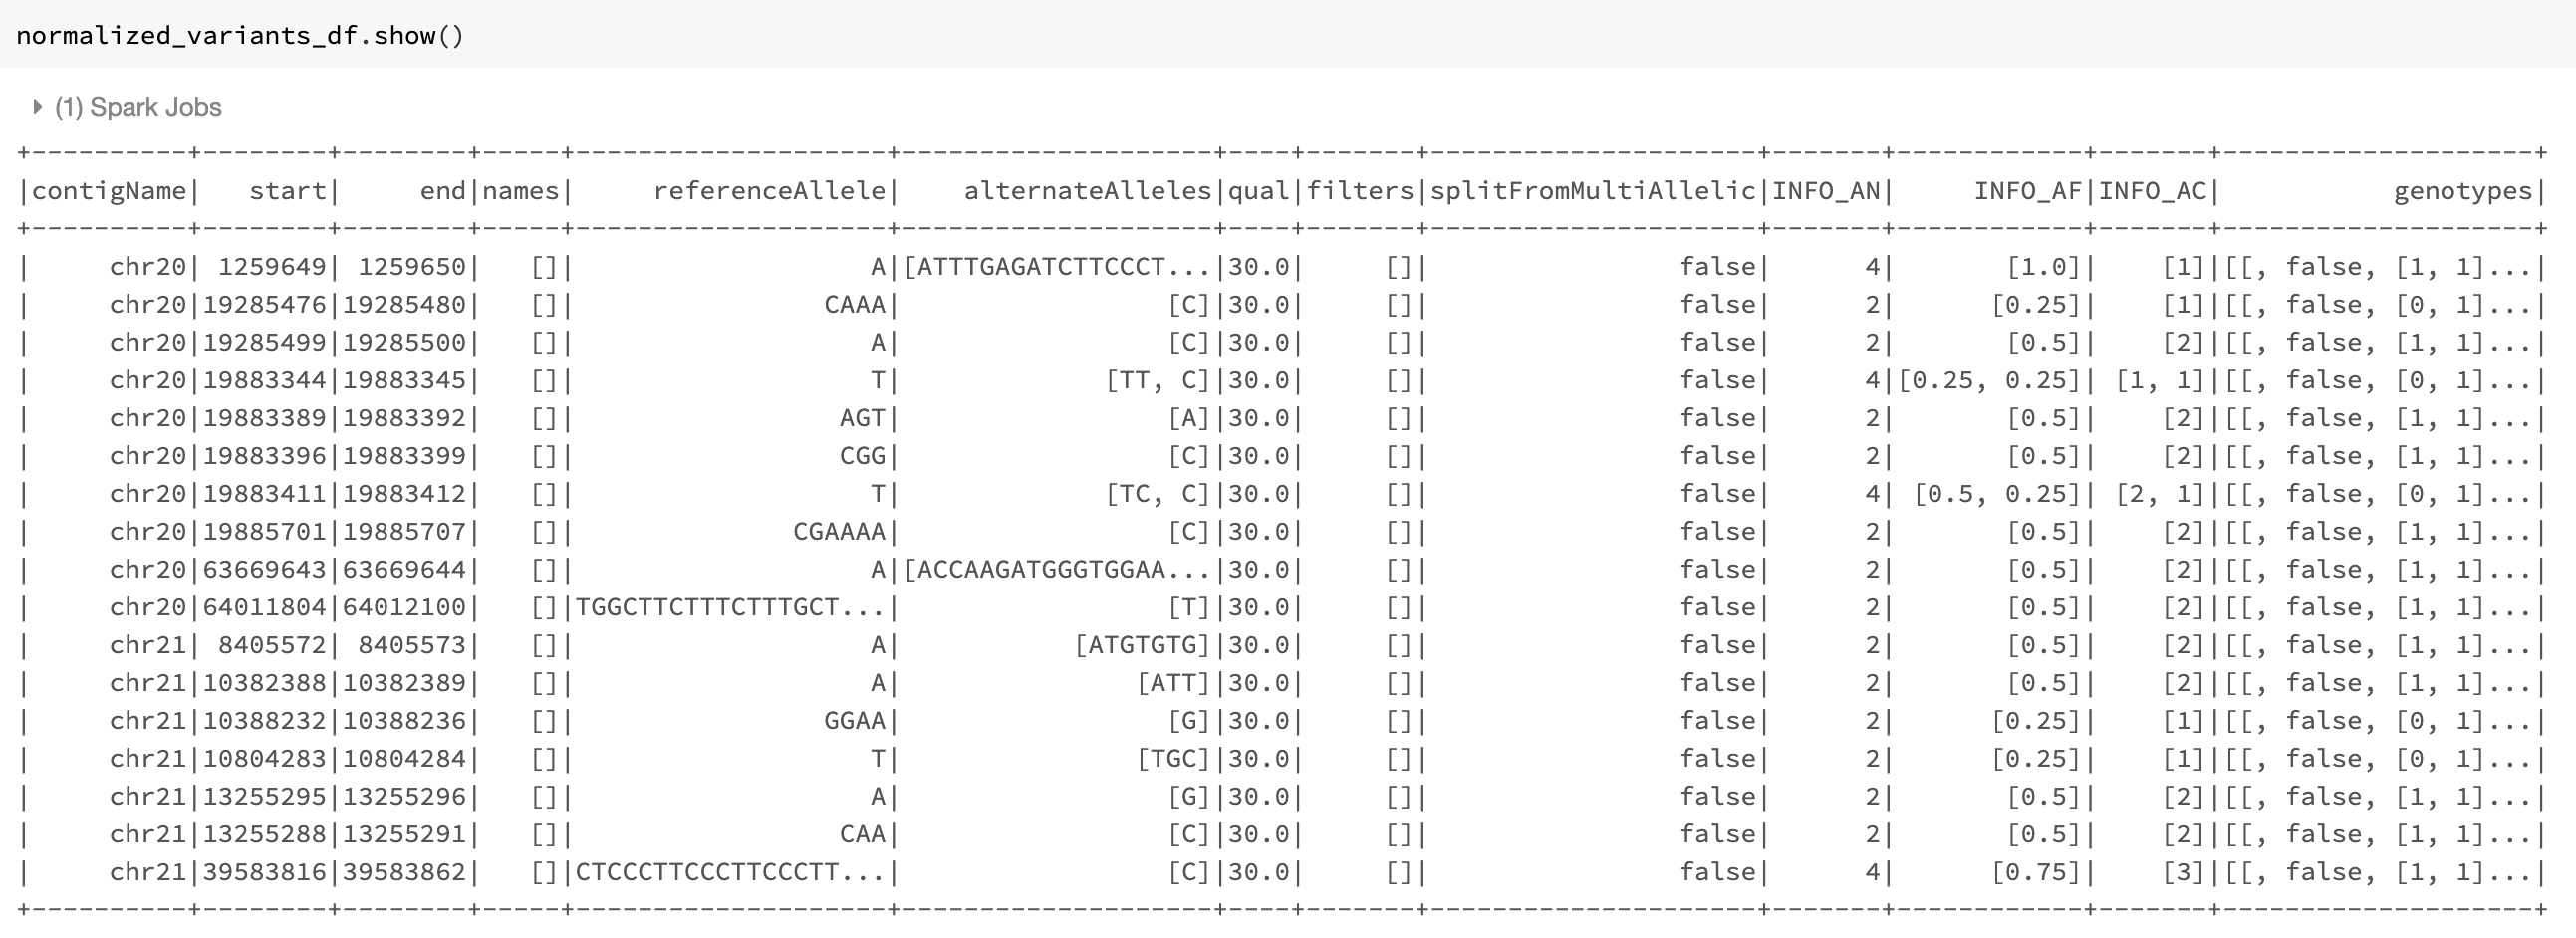 normalized_variants_df.show()
(1) Spark Jobs
+----------+--------+--------+-----+--------------------+--------------------+----+-------+---------------------+-------+------------+-------+--------------------+
|contigName|   start|     end|names|     referenceAllele|    alternateAlleles|qual|filters|splitFromMultiAllelic|INFO_AN|     INFO_AF|INFO_AC|           genotypes|
+----------+--------+--------+-----+--------------------+--------------------+----+-------+---------------------+-------+------------+-------+--------------------+
|     chr20| 1259649| 1259650|   []|                   A|[ATTTGAGATCTTCCCT...|30.0|     []|                false|      4|       [1.0]|    [1]|[[, false, [1, 1]...|
|     chr20|19285476|19285480|   []|                CAAA|                 [C]|30.0|     []|                false|      2|      [0.25]|    [1]|[[, false, [0, 1]...|
|     chr20|19285499|19285500|   []|                   A|                 [C]|30.0|     []|                false|      2|       [0.5]|    [2]|[[, false, [1, 1]...|
|     chr20|19883344|19883345|   []|                   T|             [TT, C]|30.0|     []|                false|      4|[0.25, 0.25]| [1, 1]|[[, false, [0, 1]...|
|     chr20|19883389|19883392|   []|                 AGT|                 [A]|30.0|     []|                false|      2|       [0.5]|    [2]|[[, false, [1, 1]...|
|     chr20|19883396|19883399|   []|                 CGG|                 [C]|30.0|     []|                false|      2|       [0.5]|    [2]|[[, false, [1, 1]...|
|     chr20|19883411|19883412|   []|                   T|             [TC, C]|30.0|     []|                false|      4| [0.5, 0.25]| [2, 1]|[[, false, [0, 1]...|
|     chr20|19885701|19885707|   []|              CGAAAA|                 [C]|30.0|     []|                false|      2|       [0.5]|    [2]|[[, false, [1, 1]...|
|     chr20|63669643|63669644|   []|                   A|[ACCAAGATGGGTGGAA...|30.0|     []|                false|      2|       [0.5]|    [2]|[[, false, [1, 1]...|
|     chr20|64011804|64012100|   []|TGGCTTCTTTCTTTGCT...|                 [T]|30.0|     []|                false|      2|       [0.5]|    [2]|[[, false, [1, 1]...|
|     chr21| 8405572| 8405573|   []|                   A|           [ATGTGTG]|30.0|     []|                false|      2|       [0.5]|    [2]|[[, false, [1, 1]...|
|     chr21|10382388|10382389|   []|                   A|               [ATT]|30.0|     []|                false|      2|       [0.5]|    [2]|[[, false, [1, 1]...|
|     chr21|10388232|10388236|   []|                GGAA|                 [G]|30.0|     []|                false|      2|      [0.25]|    [1]|[[, false, [0, 1]...|
|     chr21|10804283|10804284|   []|                   T|               [TGC]|30.0|     []|                false|      2|      [0.25]|    [1]|[[, false, [0, 1]...|
|     chr21|13255295|13255296|   []|                   A|                 [G]|30.0|     []|                false|      2|       [0.5]|    [2]|[[, false, [1, 1]...|
|     chr21|13255288|13255291|   []|                 CAA|                 [C]|30.0|     []|                false|      2|       [0.5]|    [2]|[[, false, [1, 1]...|
|     chr21|39583816|39583862|   []|CTCCCTTCCCTTCCCTT...|                 [C]|30.0|     []|                false|      4|      [0.75]|    [3]|[[, false, [1, 1]...|
+----------+--------+--------+-----+--------------------+--------------------+----+-------+---------------------+-------+------------+-------+--------------------+